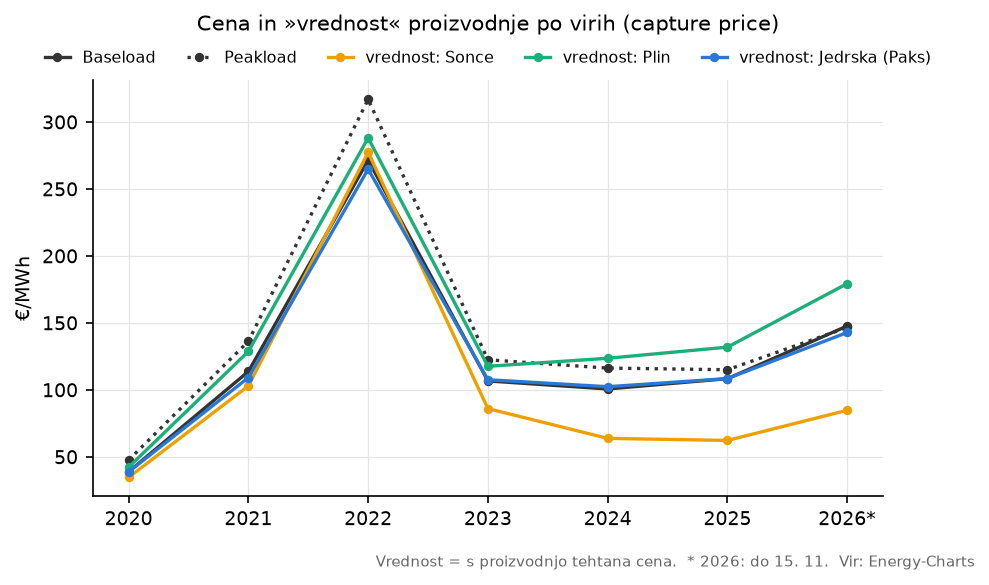 Cena in »vrednost« proizvodnje po virih (capture price)
Baseload
Peakload
vrednost: Sonce
vrednost: Plin
vrednost: Jedrska (Paks)
€/MWh
300
250
200
150
100
50
2020
2021
2022
2023
2024
2025
2026*
Vrednost = s proizvodnjo tehtana cena.  * 2026: do 15. 11.  Vir: Energy-Charts